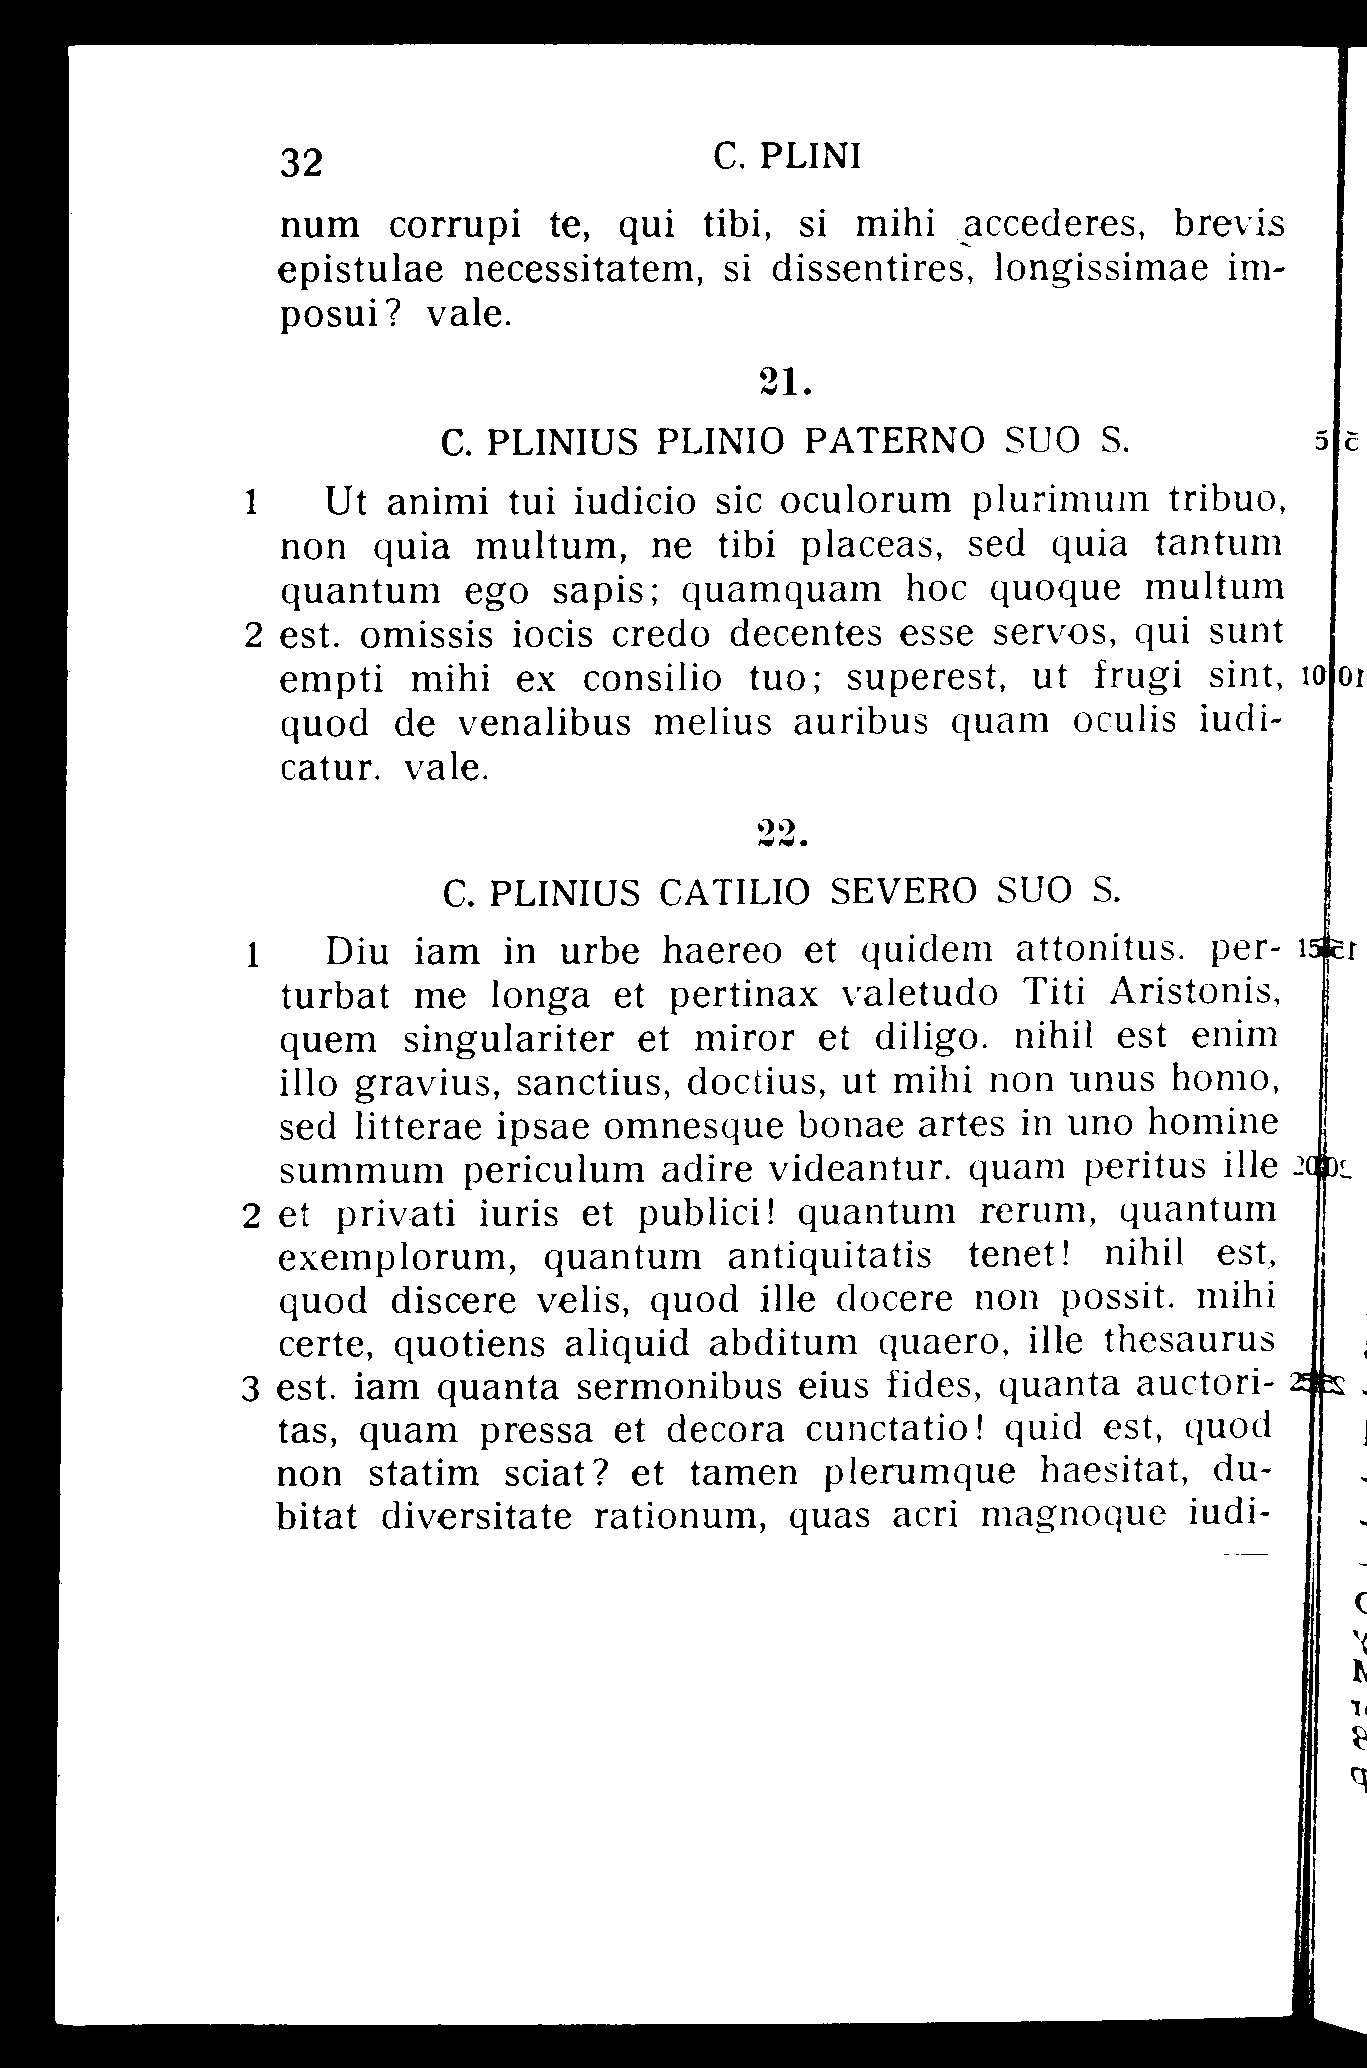 32 C. PLINI
num corrupi te, qui tibi, si mihi accederes, brevis
epistulae necessitatem, si dissentires, longissimae im-
posui? vale.
21.
C. PLINIUS PLINIO PATERNO SUO S. 5
1 Ut animi tui iudicio sic oculorum plurimum tribuo,
non quia multum, ne tibi placeas, sed quia tantum
quantum ego sapis; quamquam hoc quoque multum
2 est. omissis iocis credo decentes esse servos, qui sunt
empti mihi ex consilio tuo; superest, ut frugi sint, 10
quod de venalibus melius auribus quam oculis iudi-
catur. vale.
22.
C. PLINIUS CATILIO SEVERO SUO S.
1 Diu iam in urbe haereo et quidem attonitus. per- 15
turbat me longa et pertinax valetudo Titi Aristonis,
quem singulariter et miror et diligo. nihil est enim
illo gravius, sanctius, doctius, ut mihi non unus homo,
sed litterae ipsae omnesque bonae artes in uno homine
summum periculum adire videantur. quam peritus ille 20
2 et privati iuris et publici! quantum rerum, quantum
exemplorum, quantum antiquitatis tenet! nihil est,
quod discere velis, quod ille docere non possit. mihi
certe, quotiens aliquid abditum quaero, ille thesaurus
3 est. iam quanta sermonibus eius fides, quanta auctori-
tas, quam pressa et decora cunctatio! quid est, quod
non statim sciat? et tamen plerumque haesitat, du-
bitat diversitate rationum, quas acri magnoque iudi-